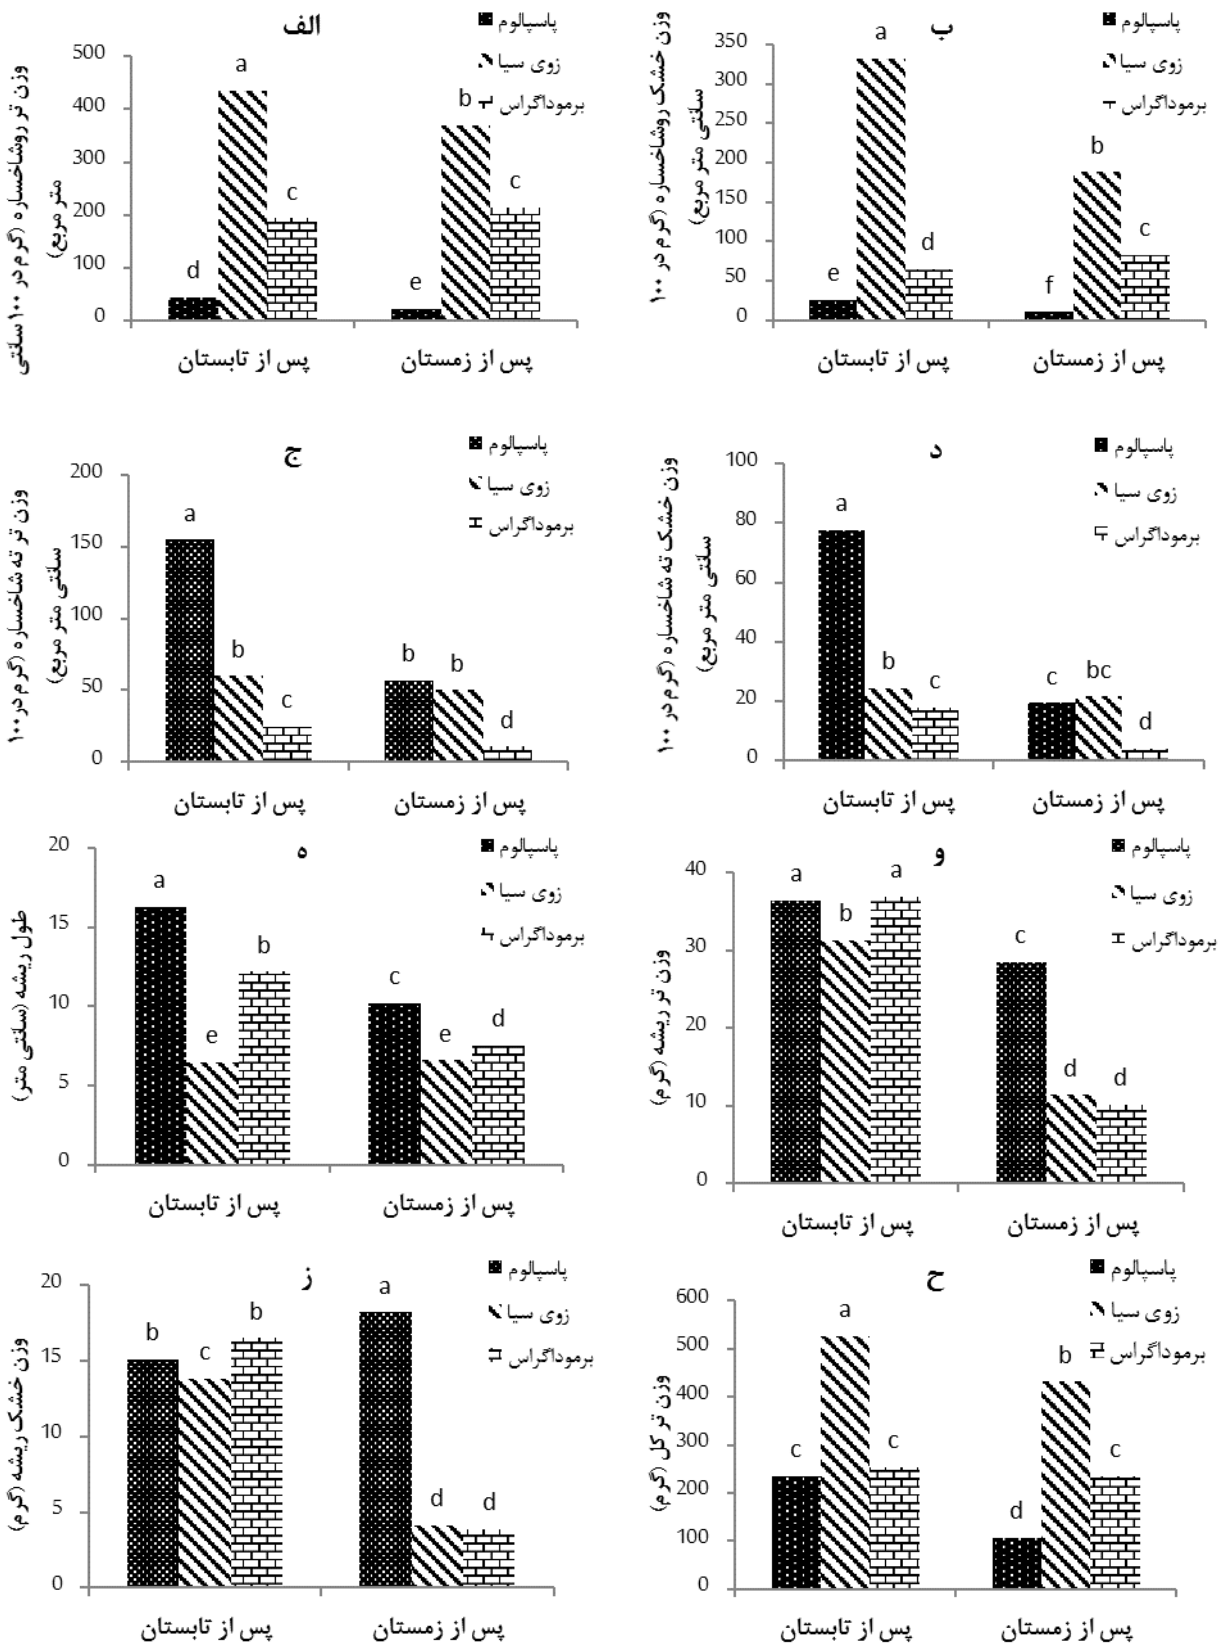 الف
پاسپالوم
زوی سیا
برموداگراس
وزن تر روشاخساره (گرم در ۱۰۰ سانتی
متر مربع)
500
400
300
200
100
0
a
b
c
c
d
e
پس از تابستان
پس از زمستان
ب
پاسپالوم
زوی سیا
برموداگراس
وزن خشک روشاخساره (گرم در ۱۰۰
سانتی متر مربع)
350
300
250
200
150
100
50
0
a
b
c
d
e
f
پس از تابستان
پس از زمستان
ج
پاسپالوم
زوی سیا
برموداگراس
وزن تر ته شاخساره (گرم در ۱۰۰
سانتی متر مربع)
200
150
100
50
0
a
b
c
b
b
d
پس از تابستان
پس از زمستان
د
پاسپالوم
زوی سیا
برموداگراس
وزن خشک ته شاخساره (گرم در ۱۰۰
سانتی متر مربع)
100
80
60
40
20
0
a
b
c
c
bc
d
پس از تابستان
پس از زمستان
ه
پاسپالوم
زوی سیا
برموداگراس
طول ریشه (سانتی متر)
20
15
10
5
0
a
e
b
c
e
d
پس از تابستان
پس از زمستان
و
پاسپالوم
زوی سیا
برموداگراس
وزن تر ریشه (گرم)
40
30
20
10
0
a
b
a
c
d
d
پس از تابستان
پس از زمستان
ز
پاسپالوم
زوی سیا
برموداگراس
وزن خشک ریشه (گرم)
20
15
10
5
0
b
c
b
a
d
d
پس از تابستان
پس از زمستان
ح
پاسپالوم
زوی سیا
برموداگراس
وزن تر کل (گرم)
600
500
400
300
200
100
0
c
a
c
d
b
c
پس از تابستان
پس از زمستان